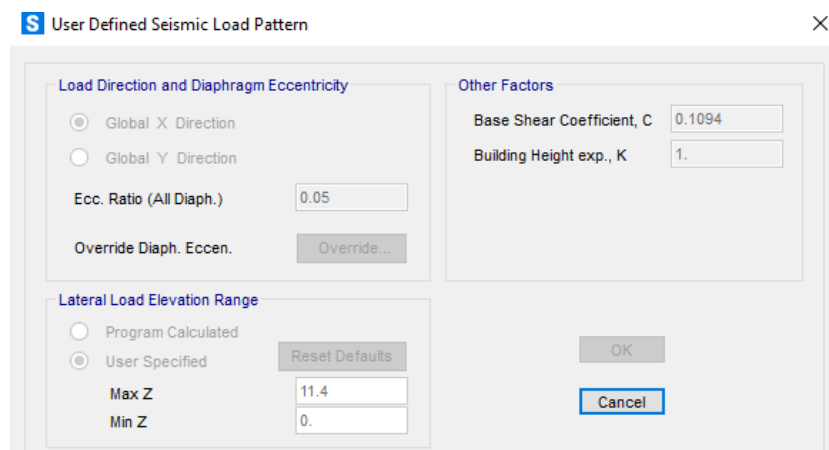 S User Defined Seismic Load Pattern
Load Direction and Diaphragm Eccentricity
Global X Direction
Global Y Direction
Ecc. Ratio (All Diaph.) 0.05
Override Diaph. Eccen. Override...
Other Factors
Base Shear Coefficient, C 0.1094
Building Height exp., K 1.
Lateral Load Elevation Range
Program Calculated
User Specified Reset Defaults
Max Z 11.4
Min Z 0.
OK
Cancel